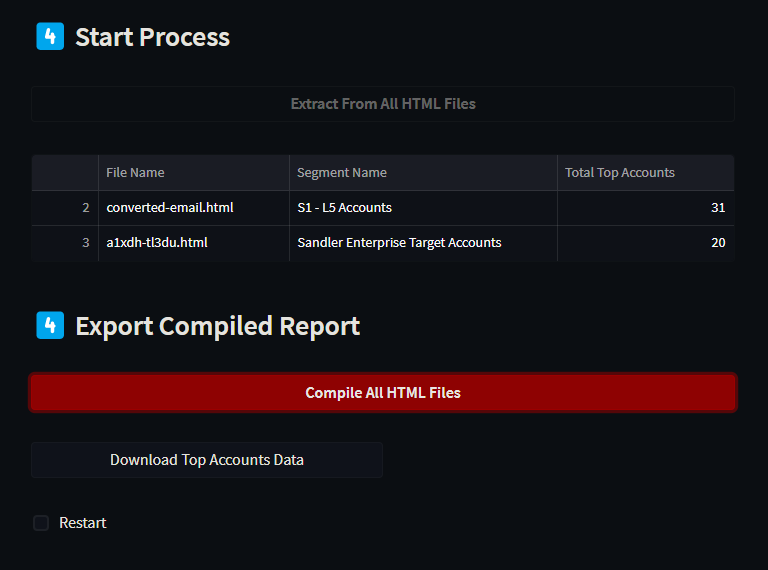 4 Start Process
Extract From All HTML Files
File Name Segment Name Total Top Accounts
2 converted-email.html S1 - L5 Accounts 31
3 a1xdh-tl3du.html Sandler Enterprise Target Accounts 20
4 Export Compiled Report
Compile All HTML Files
Download Top Accounts Data
Restart